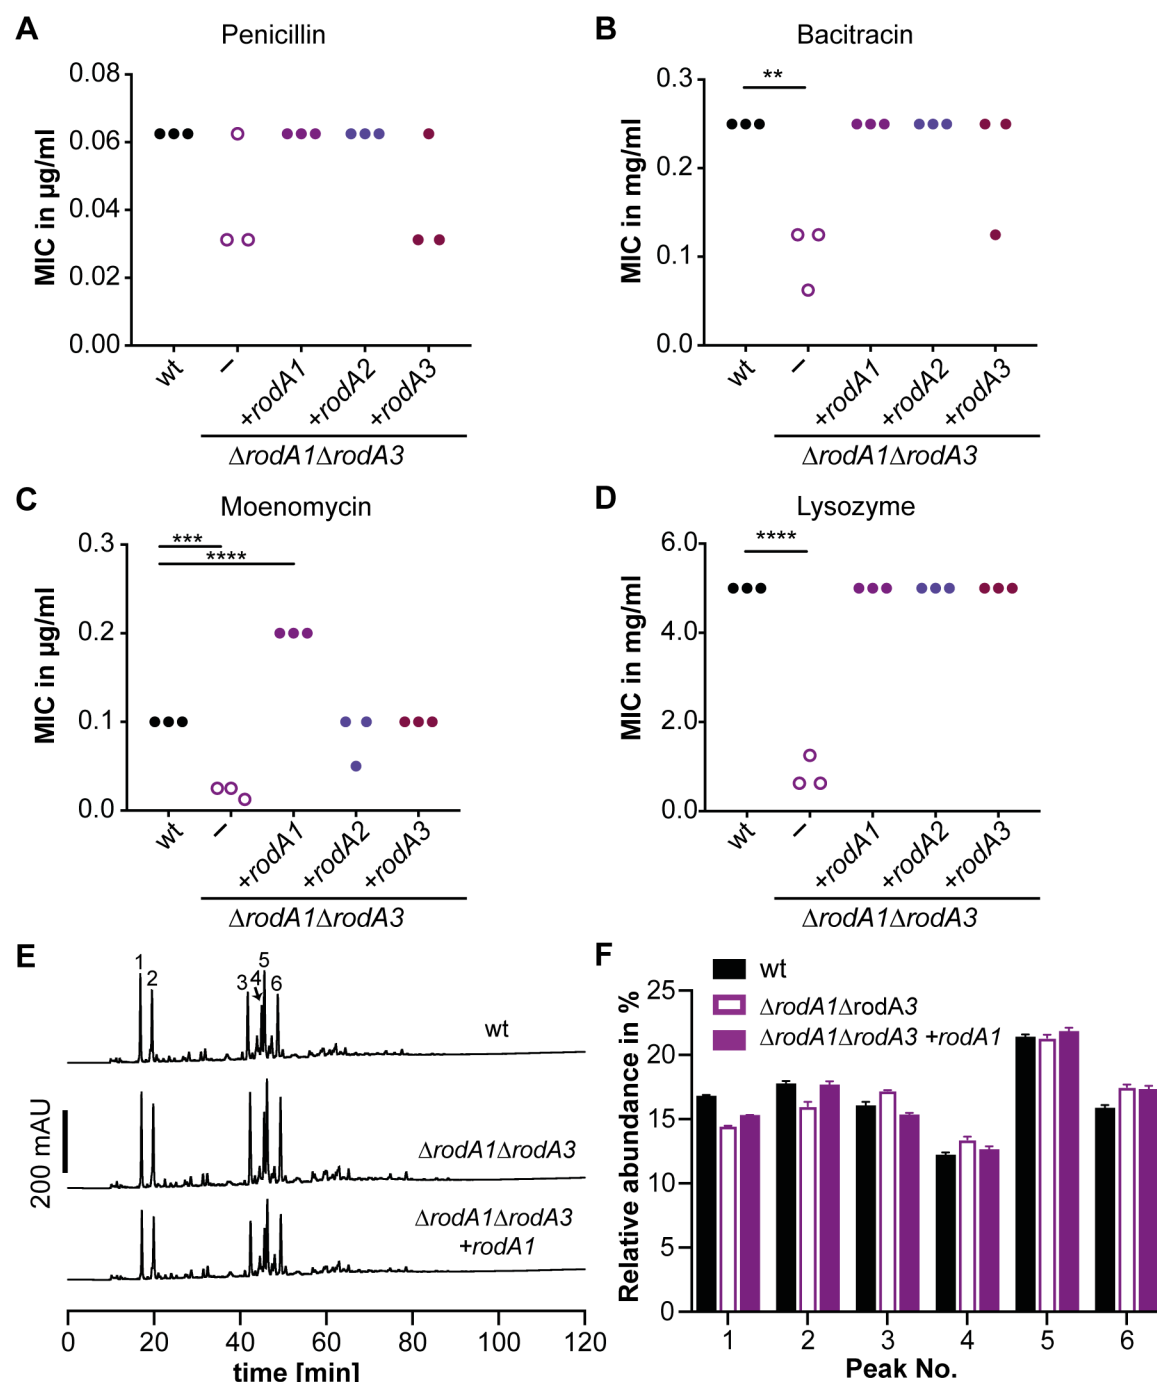 A
Penicillin
MIC in µg/ml
0.08
0.06
0.04
0.02
0.00
wt
–
+rodA1
+rodA2
+rodA3
ΔrodA1ΔrodA3
B
Bacitracin
MIC in mg/ml
0.3
0.2
0.1
0.0
**
wt
–
+rodA1
+rodA2
+rodA3
ΔrodA1ΔrodA3
C
Moenomycin
MIC in µg/ml
0.3
0.2
0.1
0.0
***
****
wt
–
+rodA1
+rodA2
+rodA3
ΔrodA1ΔrodA3
D
Lysozyme
MIC in mg/ml
6.0
4.0
2.0
0.0
****
wt
–
+rodA1
+rodA2
+rodA3
ΔrodA1ΔrodA3
E
1
2
3
4
5
6
wt
200 mAU
ΔrodA1ΔrodA3
ΔrodA1ΔrodA3
+rodA1
0 20 40 60 80 100 120
time [min]
F
wt
ΔrodA1ΔrodA3
ΔrodA1ΔrodA3 +rodA1
Relative abundance in %
25
20
15
10
5
0
1 2 3 4 5 6
Peak No.